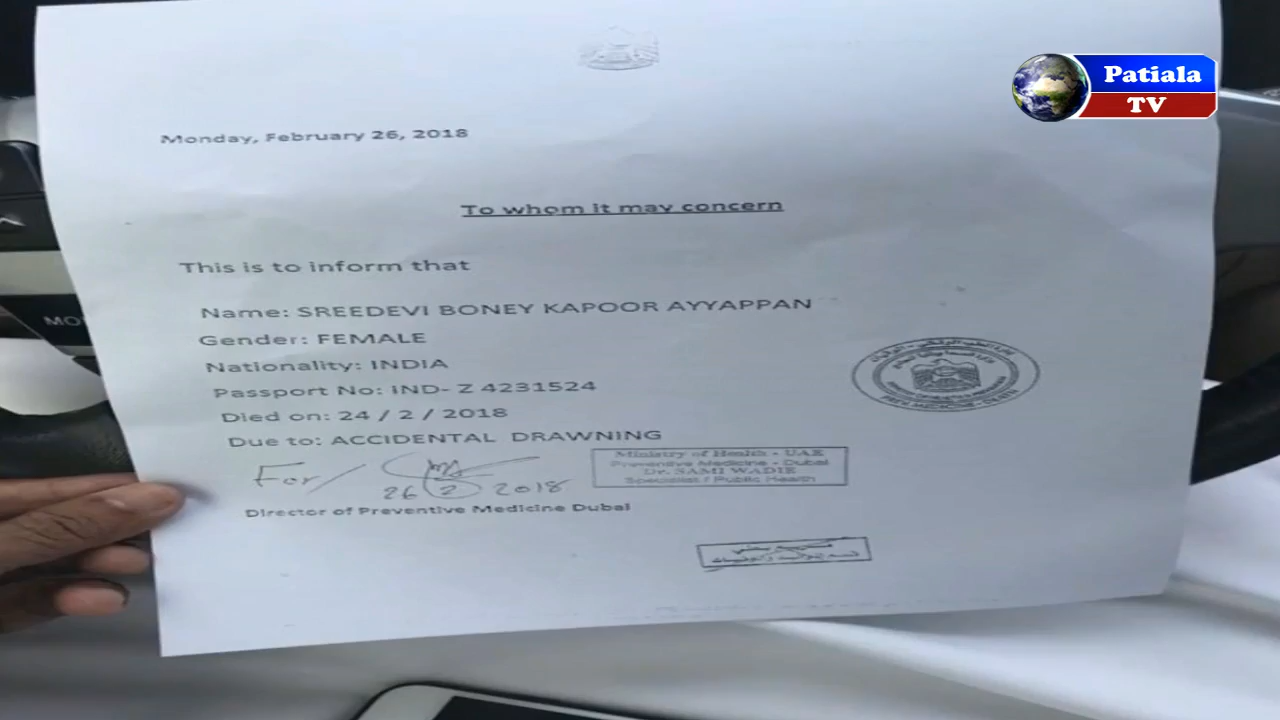 Patiala
TV
Monday, February 26, 2018
To whom it may concern
This is to inform that
Name: SREEDEVI BONEY KAPOOR AYYAPPAN
Gender: FEMALE
Nationality: INDIA
Passport No: IND- Z 4231524
Died on: 24 / 2 / 2018
Due to: ACCIDENTAL DRAWNING
For/
26 2 2018
Ministry of Health - UAE
Preventive Medicine - Dubai
Dr. SAMI WADIE
Specialist / Public Health
Director of Preventive Medicine Dubai
MO